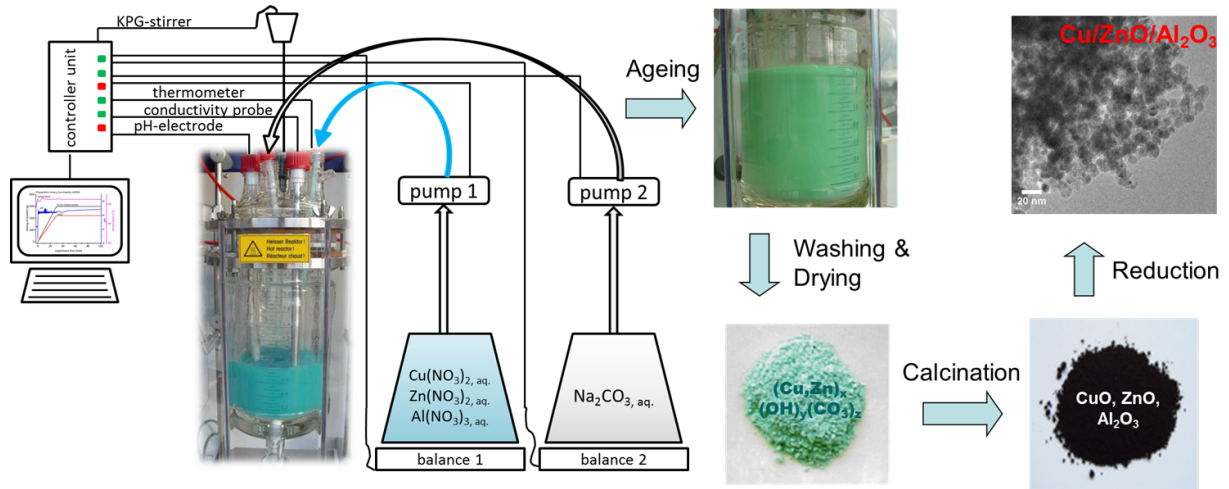 KPG-stirrer
controller unit
thermometer
conductivity probe
pH-electrode
Heisser Reaktor!
Hot reactor!
Réacteur chaud!
pump 1
pump 2
Cu(NO₃)₂, aq.
Zn(NO₃)₂, aq.
Al(NO₃)₃, aq.
Na₂CO₃, aq.
balance 1
balance 2
Ageing
Washing &
Drying
(Cu,Zn)ₓ
(OH)ᵧ(CO₃)z
Calcination
CuO, ZnO,
Al₂O₃
Reduction
Cu/ZnO/Al₂O₃
20 nm